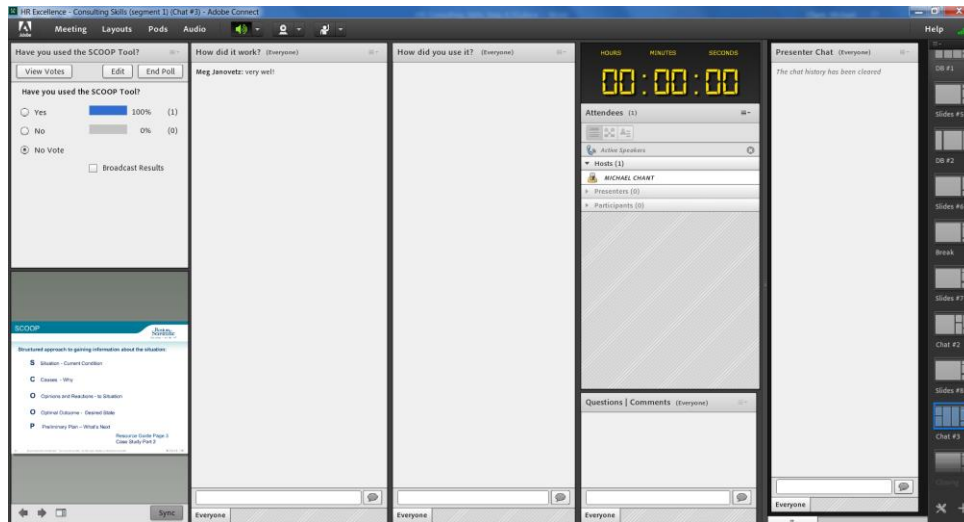 HR Excellence - Consulting Skills (segment 1) (Chat #3) - Adobe Connect
Adobe
Meeting Layouts Pods Audio
Help
Have you used the SCOOP Tool?
View Votes
Edit
End Poll
Have you used the SCOOP Tool?
Yes 100% (1)
No 0% (0)
No Vote
Broadcast Results
SCOOP
Boston Scientific
Structured approach to gaining information about the situation:
S Situation - Current Condition
C Causes - Why
O Opinions and Reactions - to Situation
O Optimal Outcome - Desired State
P Preliminary Plan – What's Next
Resource Guide Page 3
Case Study Part 2
Sync
How did it work? (Everyone)
Meg Janovetz: very well!
Everyone
How did you use it? (Everyone)
Everyone
HOURS MINUTES SECONDS
00:00:00
Attendees (1)
Active Speakers
Hosts (1)
MICHAEL CHANT
Presenters (0)
Participants (0)
Questions | Comments (Everyone)
Everyone
Presenter Chat (Everyone)
The chat history has been cleared
Everyone
DB #1
Slides #5
DB #2
Slides #6
Break
Slides #7
Chat #2
Slides #8
Chat #3
Closing